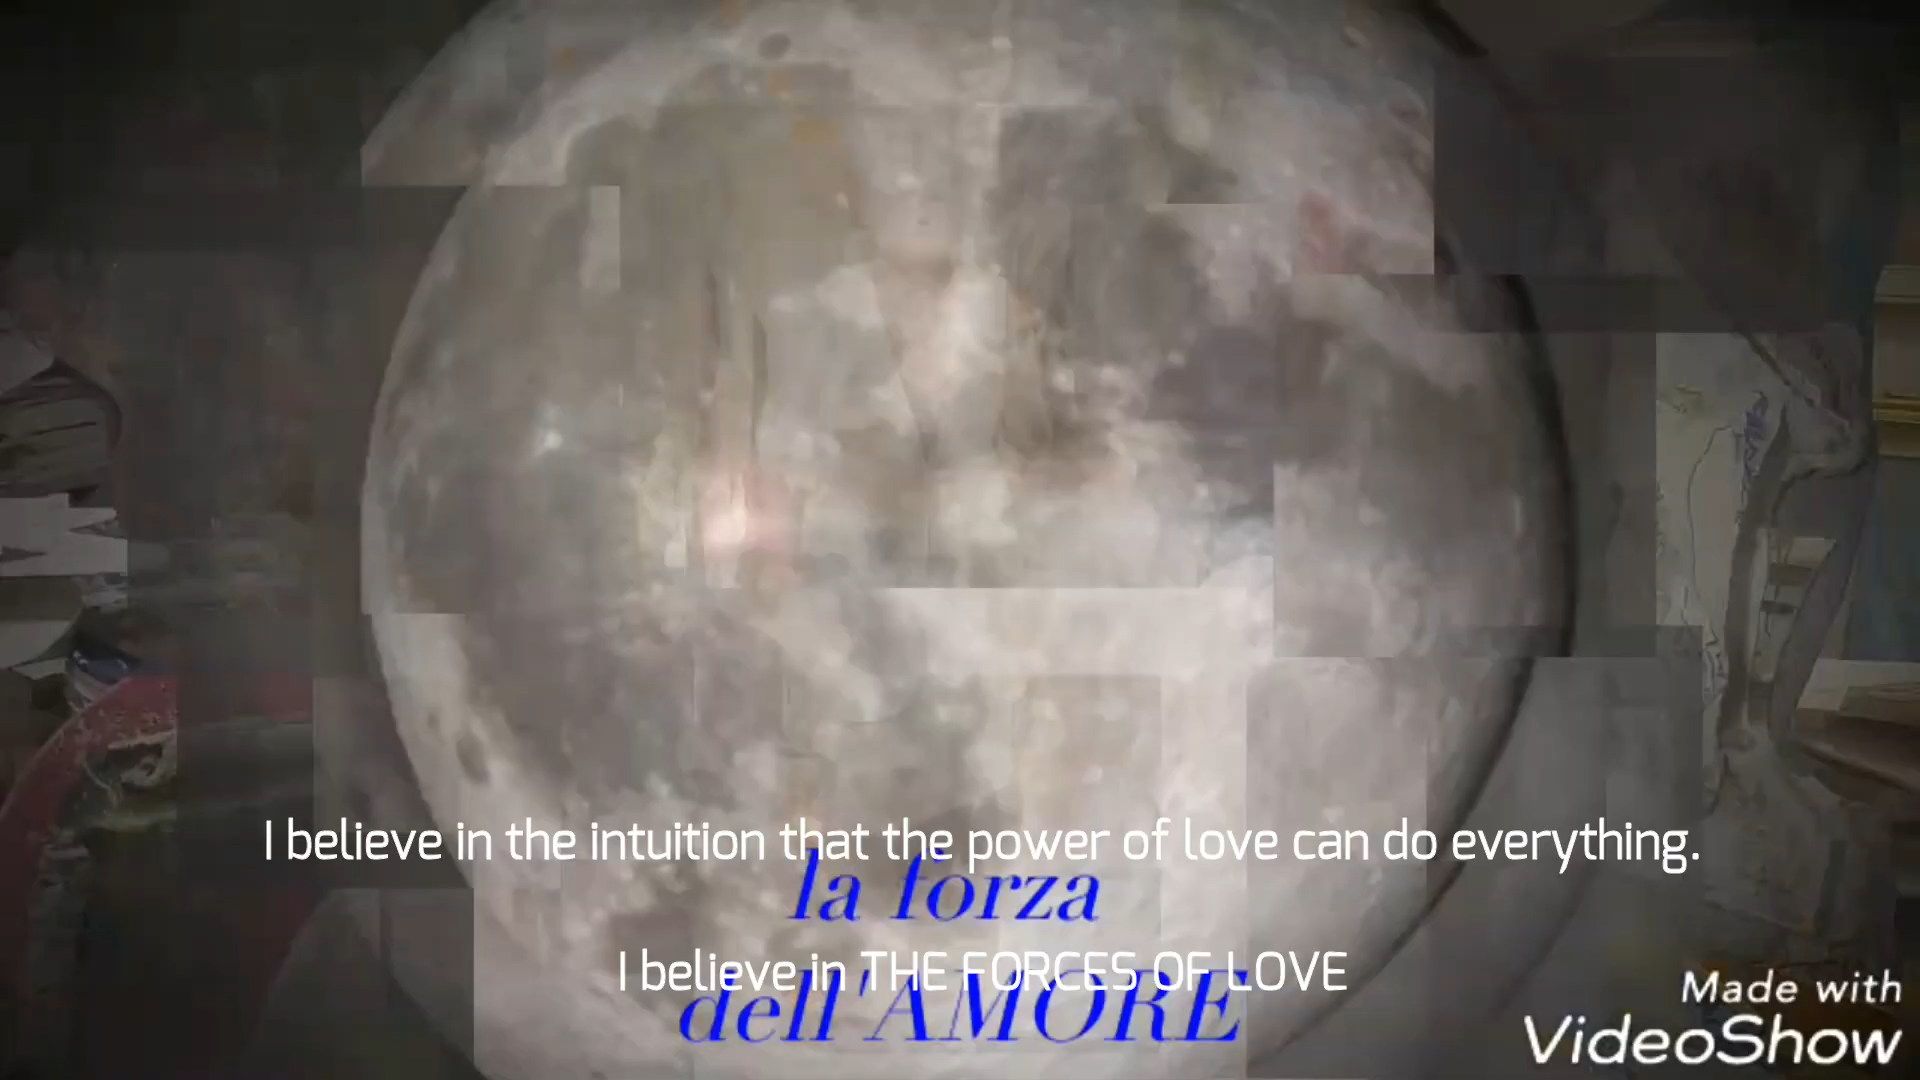 I believe in the intuition that the power of love can do everything.
la forza
I believe in THE FORCES OF LOVE
dell'AMORE
Made with
VideoShow